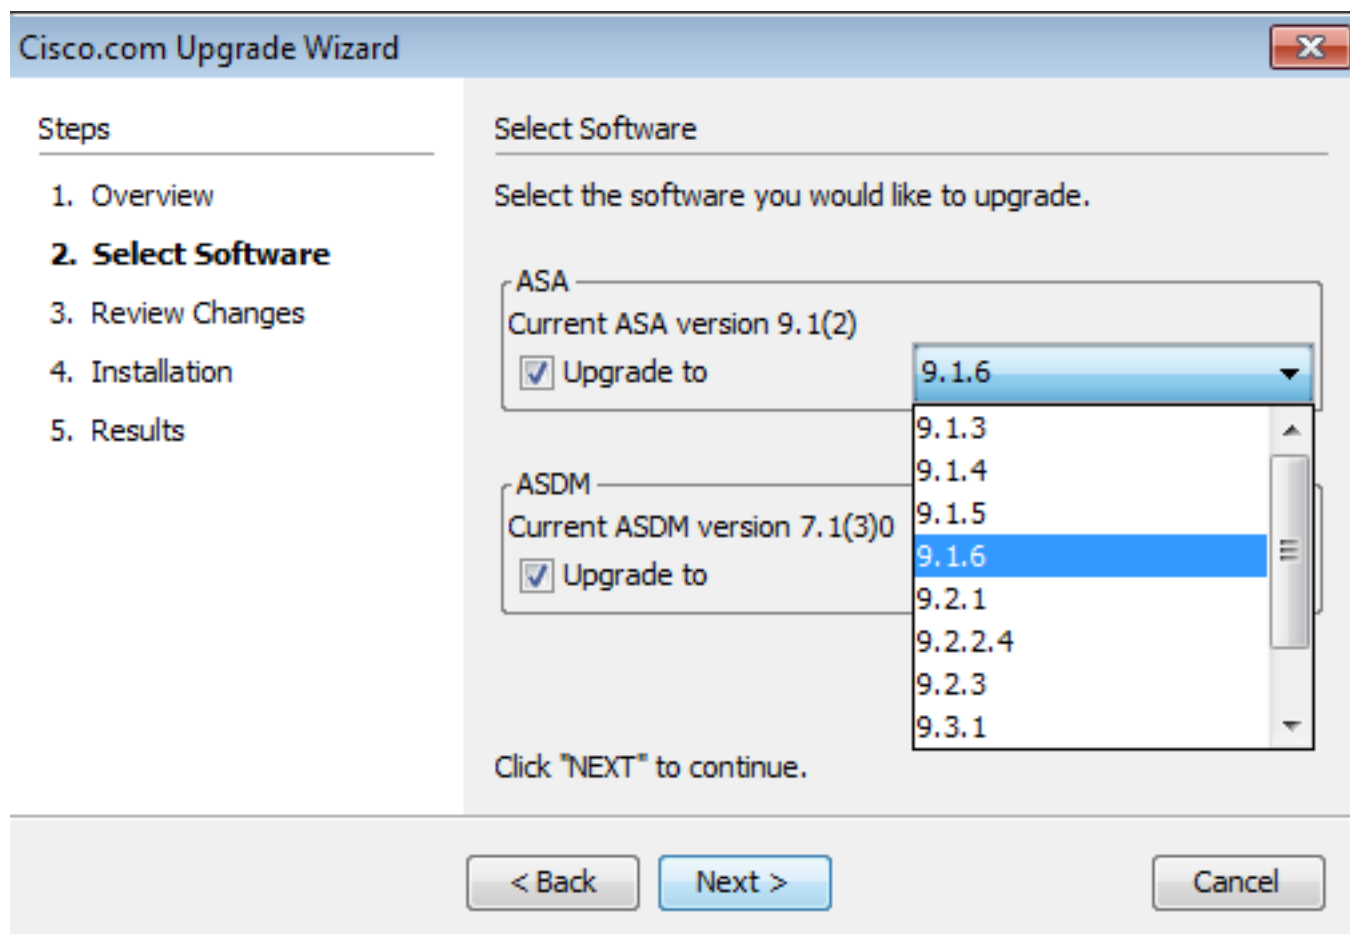 Cisco.com Upgrade Wizard
Steps
1. Overview
2. Select Software
3. Review Changes
4. Installation
5. Results
Select Software
Select the software you would like to upgrade.
ASA
Current ASA version 9.1(2)
Upgrade to
9.1.6
9.1.3
9.1.4
9.1.5
9.1.6
9.2.1
9.2.2.4
9.2.3
9.3.1
ASDM
Current ASDM version 7.1(3)0
Upgrade to
Click "NEXT" to continue.
< Back
Next >
Cancel